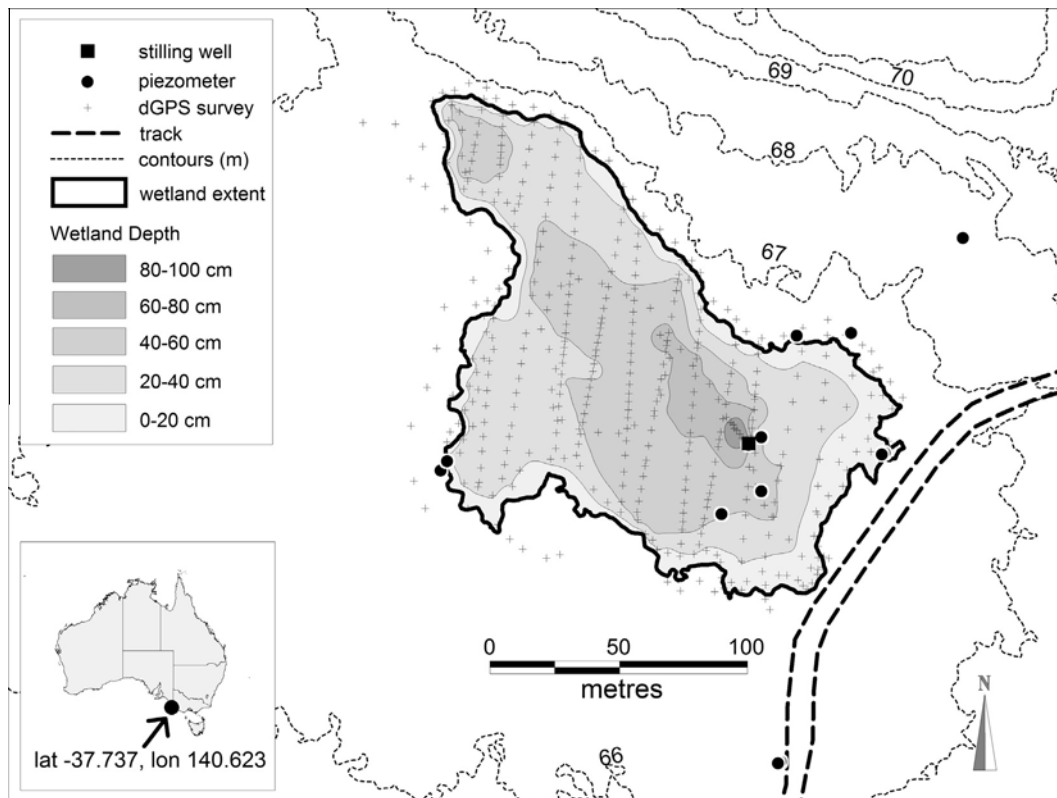 stilling well
piezometer
dGPS survey
track
contours (m)
wetland extent
Wetland Depth
80-100 cm
60-80 cm
40-60 cm
20-40 cm
0-20 cm
69
70
68
67
0 50 100
metres
N
lat -37.737, lon 140.623
66